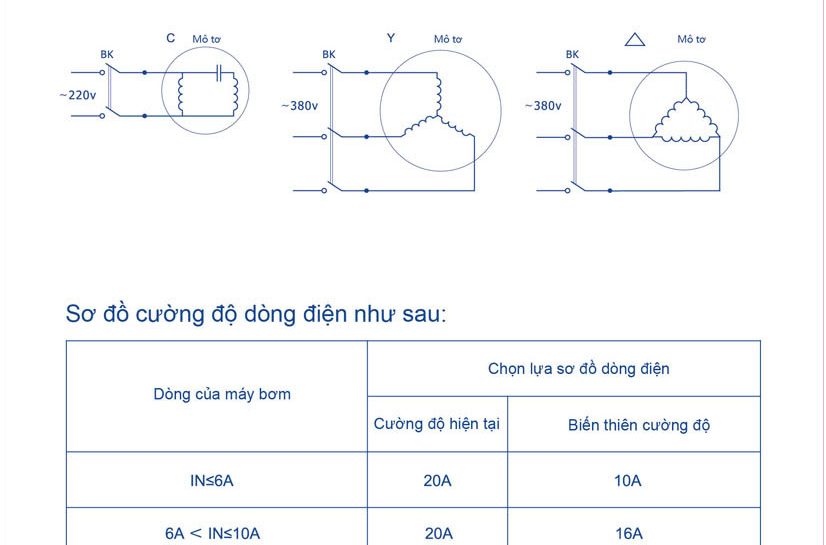 C Mô tơ
BK
~220v
Y Mô tơ
BK
~380v
Mô tơ
BK
~380v
Sơ đồ cường độ dòng điện như sau:
Dòng của máy bơm
Chọn lựa sơ đồ dòng điện
Cường độ hiện tại
Biến thiên cường độ
IN≤6A 20A 10A
6A < IN≤10A 20A 16A